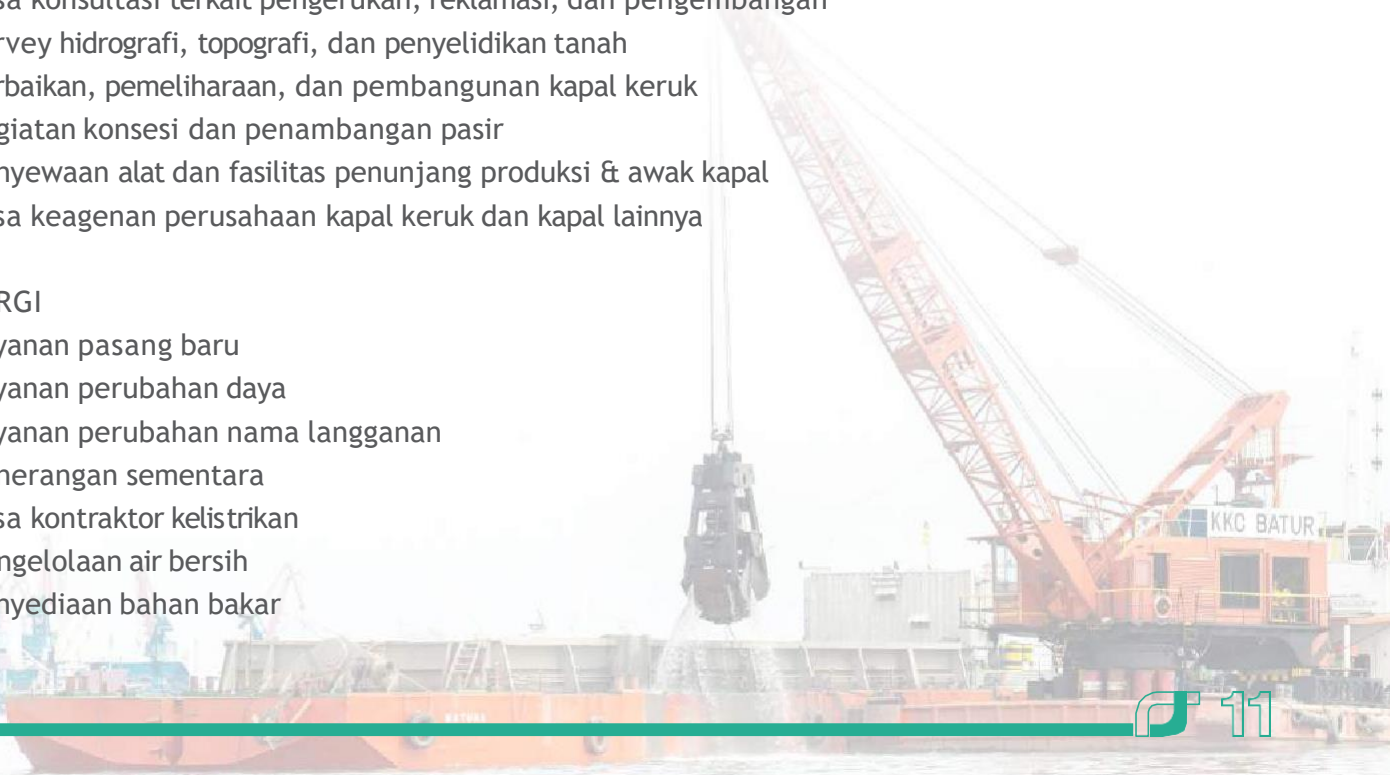 sa konsultasi terkait pengerukan, reklamasi, dan pengembangan
rvey hidrografi, topografi, dan penyelidikan tanah
rbaikan, pemeliharaan, dan pembangunan kapal keruk
giatan konsesi dan penambangan pasir
nyewaan alat dan fasilitas penunjang produksi & awak kapal
sa keagenan perusahaan kapal keruk dan kapal lainnya
RGI
yanan pasang baru
yanan perubahan daya
yanan perubahan nama langganan
nerangan sementara
sa kontraktor kelistrikan
ngelolaan air bersih
nyediaan bahan bakar
KKC BATUR
11